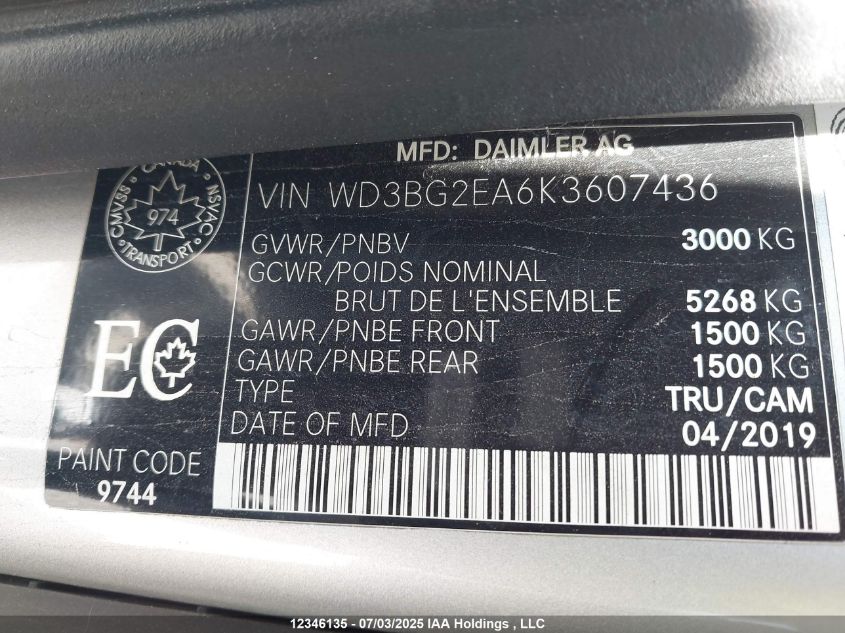 MFD: DAIMLER AG
CANADA
CMVSS
NSVAC
974
TRANSPORT
VIN WD3BG2EA6K3607436
GVWR/PNBV 3000 KG
GCWR/POIDS NOMINAL
BRUT DE L'ENSEMBLE 5268 KG
GAWR/PNBE FRONT 1500 KG
GAWR/PNBE REAR 1500 KG
TYPE TRU/CAM
DATE OF MFD 04/2019
EC
PAINT CODE
9744
12346135 - 07/03/2025 IAA Holdings , LLC